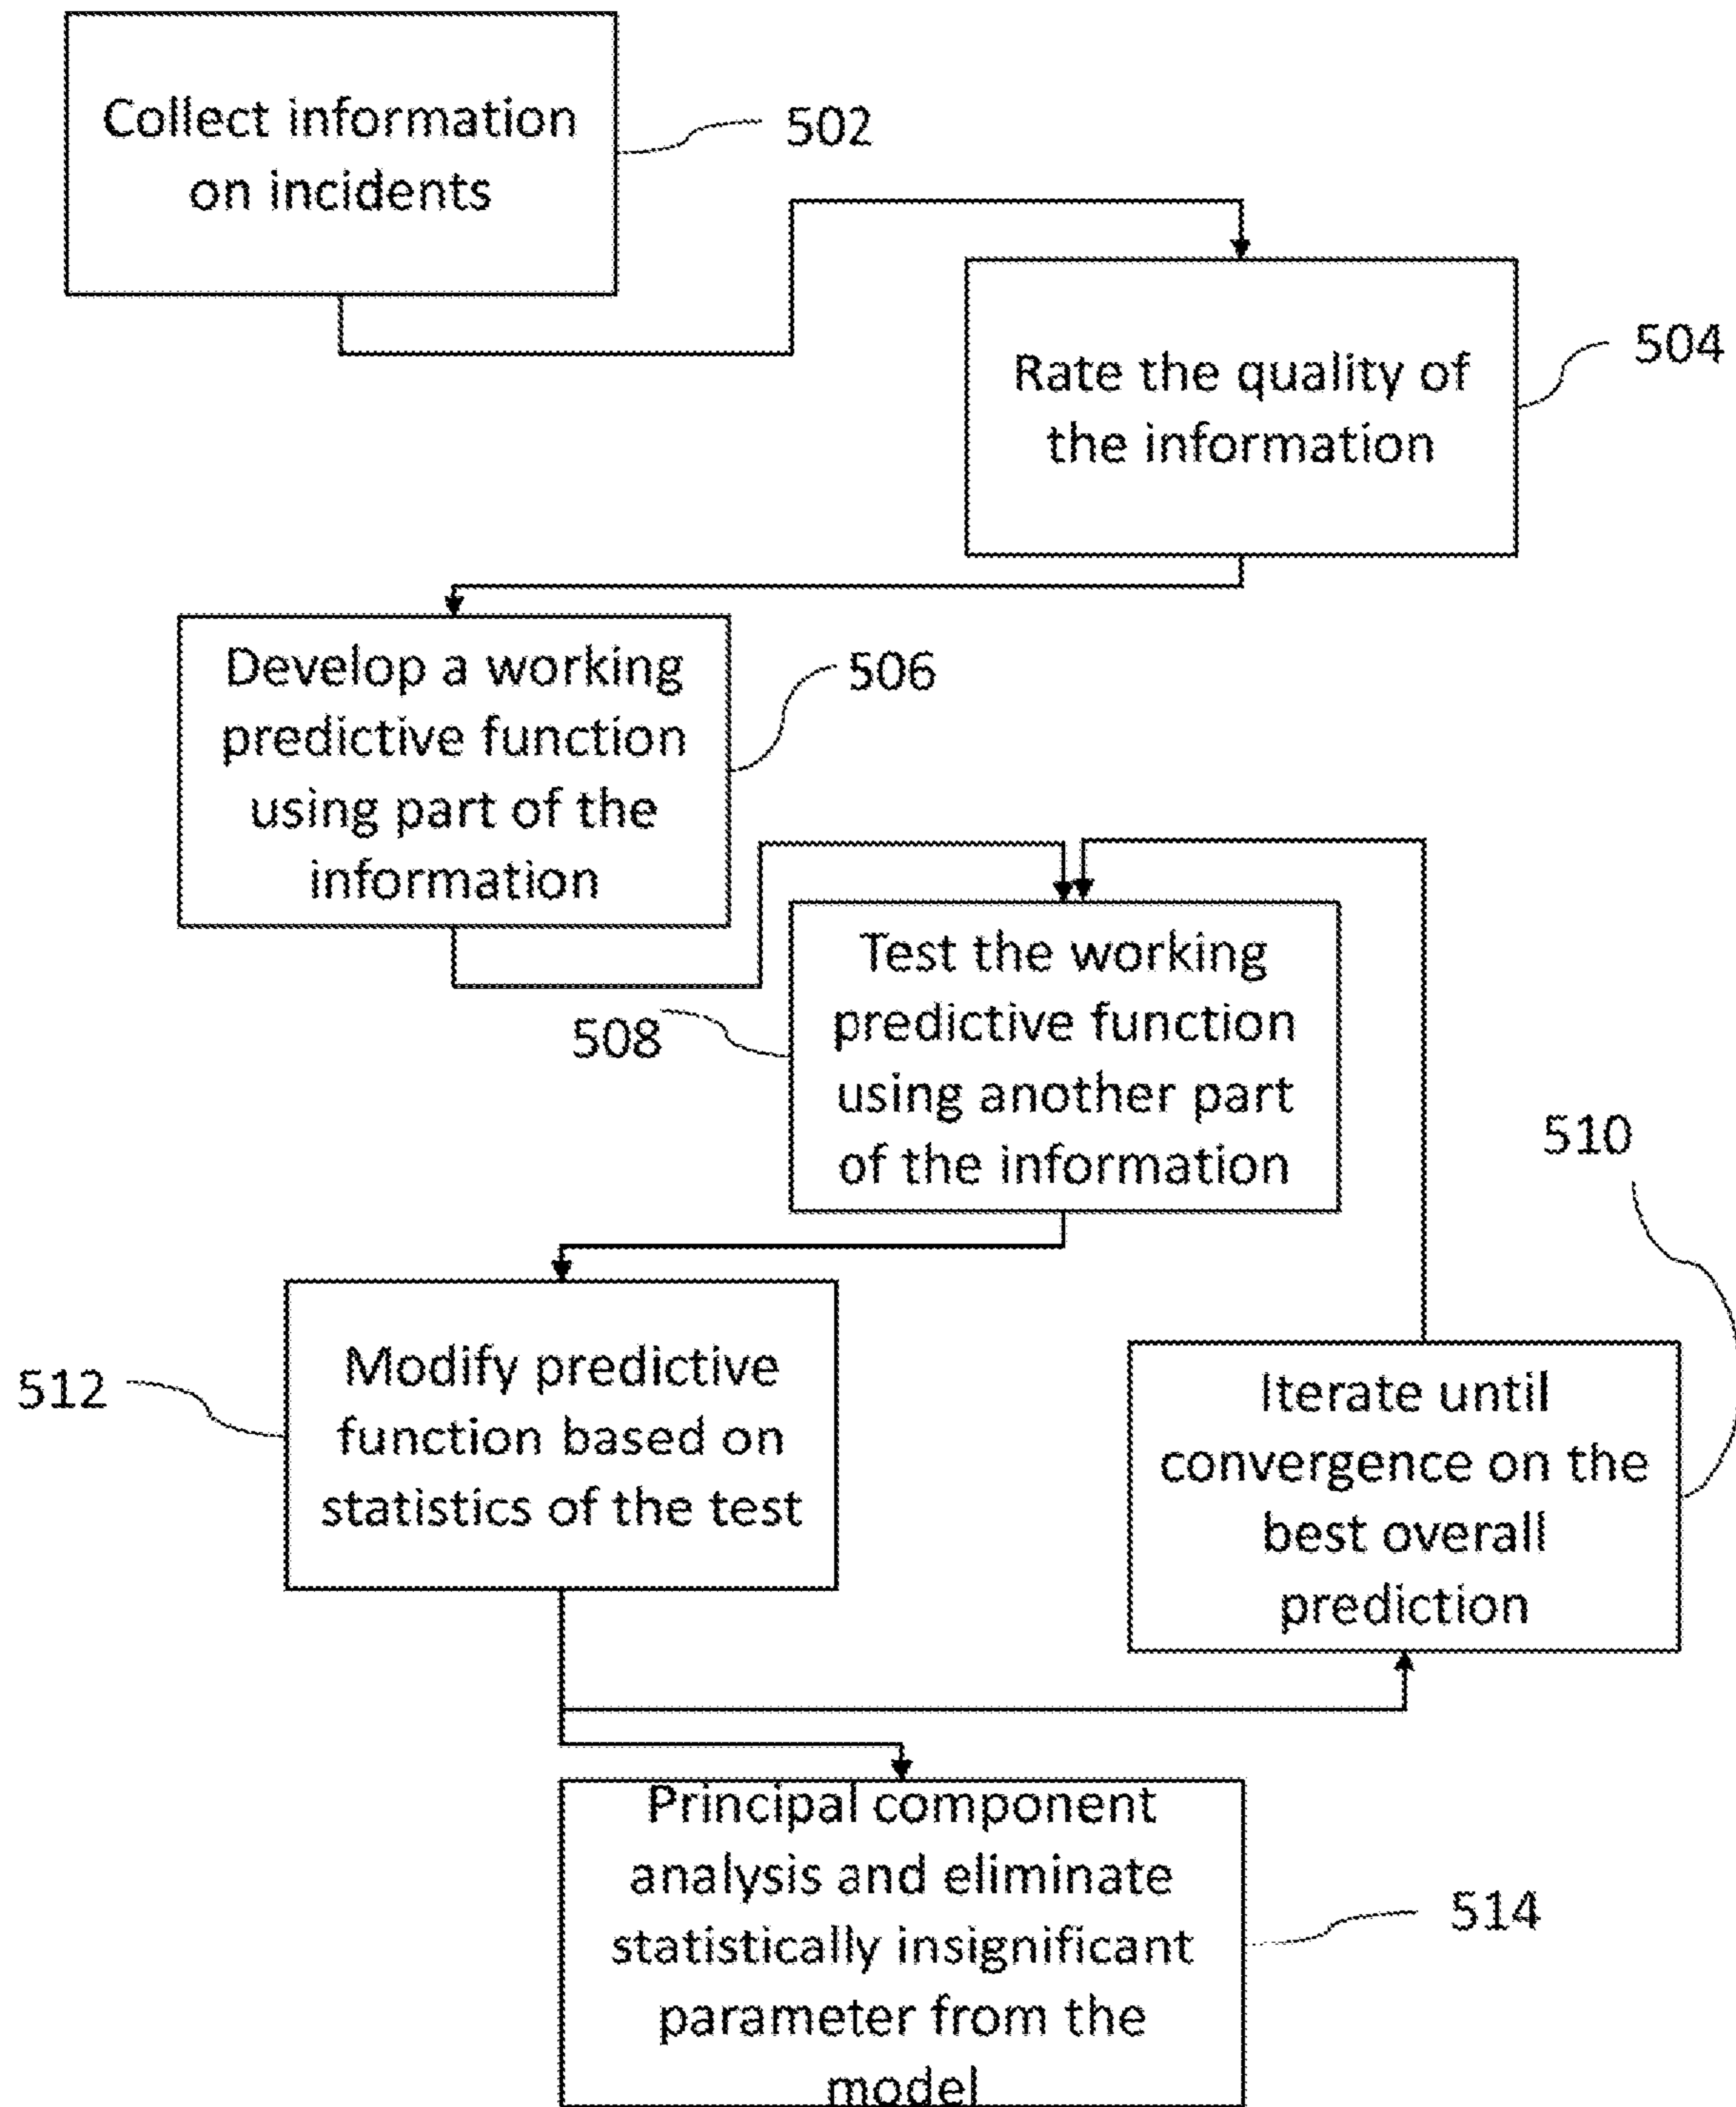 Collect information
on incidents
502
Rate the quality of
the information
504
Develop a working
predictive function
using part of the
information
506
Test the working
predictive function
using another part
of the information
508
510
Modify predictive
function based on
statistics of the test
512
Iterate until
convergence on the
best overall
prediction
Principal component
analysis and eliminate
statistically insignificant
parameter from the
model
514